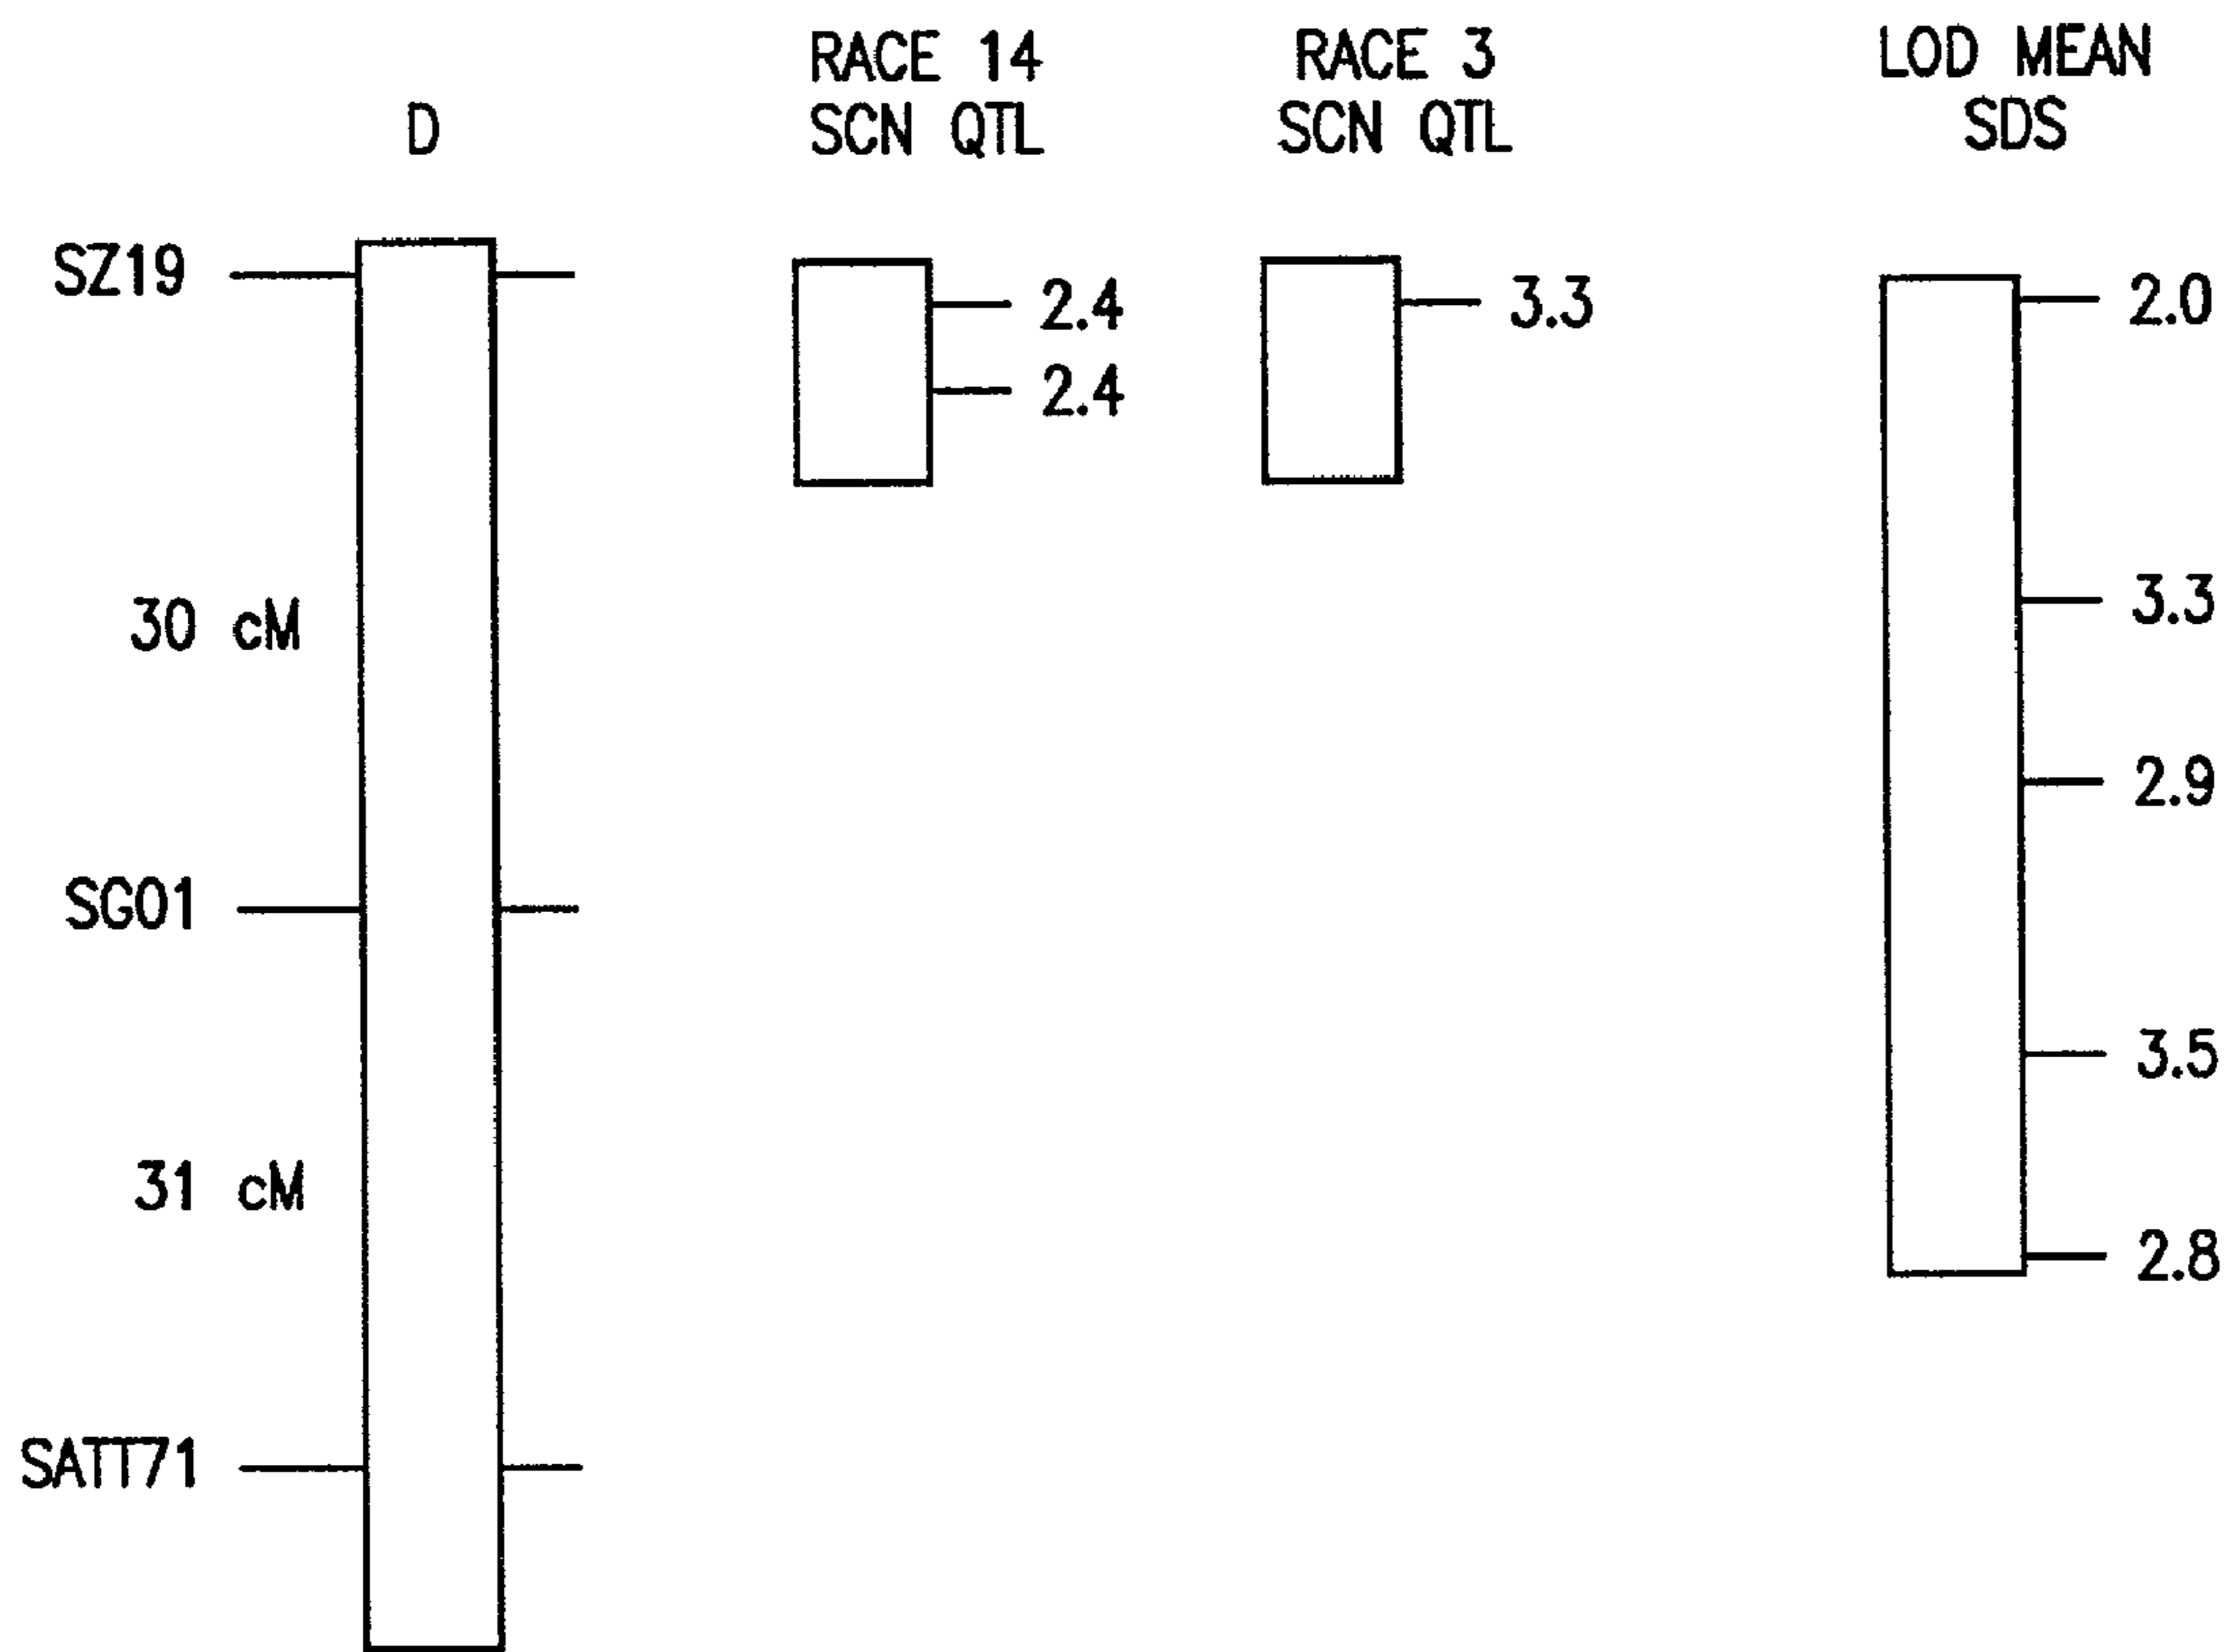 D
RACE 14
SCN QTL
RACE 3
SCN QTL
LOD MEAN
SDS
SZ19
2.4
2.4
3.3
2.0
30 cM
3.3
2.9
SG01
3.5
31 cM
2.8
SATT71